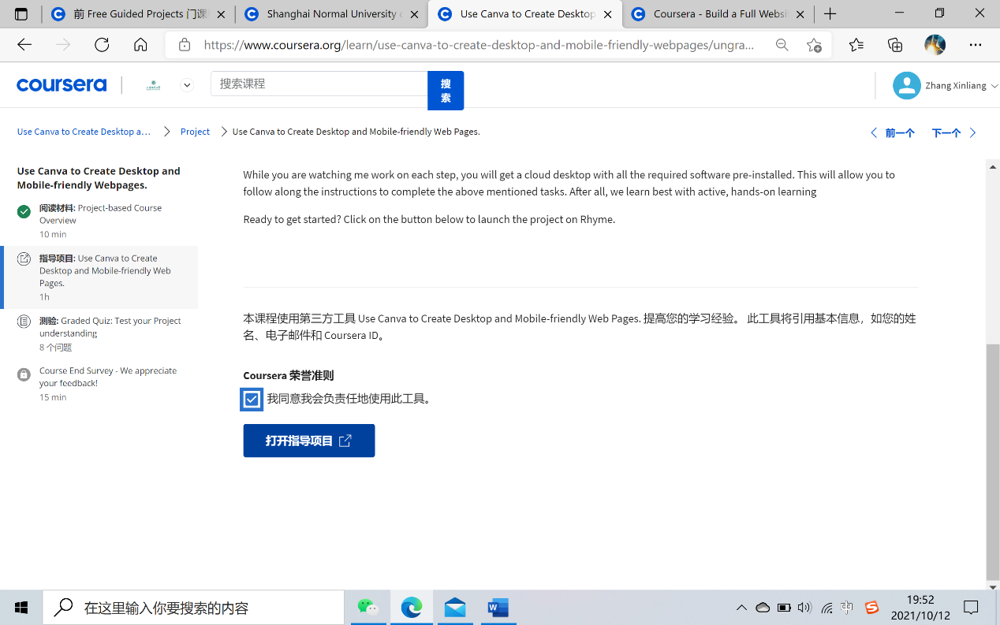 前 Free Guided Projects 门课
Shanghai Normal University
Use Canva to Create Desktop
Coursera - Build a Full Websi
https://www.coursera.org/learn/use-canva-to-create-desktop-and-mobile-friendly-webpages/ungra...
coursera
搜索课程
搜索
Zhang Xinliang
Use Canva to Create Desktop a…
Project
Use Canva to Create Desktop and Mobile-friendly Web Pages.
前一个
下一个
Use Canva to Create Desktop and
Mobile-friendly Webpages.
阅读材料: Project-based Course
Overview
10 min
指导项目: Use Canva to Create
Desktop and Mobile-friendly Web
Pages.
1h
测验: Graded Quiz: Test your Project
understanding
8 个问题
Course End Survey - We appreciate
your feedback!
15 min
While you are watching me work on each step, you will get a cloud desktop with all the required software pre-installed. This will allow you to
follow along the instructions to complete the above mentioned tasks. After all, we learn best with active, hands-on learning
Ready to get started? Click on the button below to launch the project on Rhyme.
本课程使用第三方工具 Use Canva to Create Desktop and Mobile-friendly Web Pages. 提高您的学习经验。 此工具将引用基本信息，如您的姓
名、电子邮件和 Coursera ID。
Coursera 荣誉准则
我同意我会负责任地使用此工具。
打开指导项目
在这里输入你要搜索的内容
中
19:52
2021/10/12